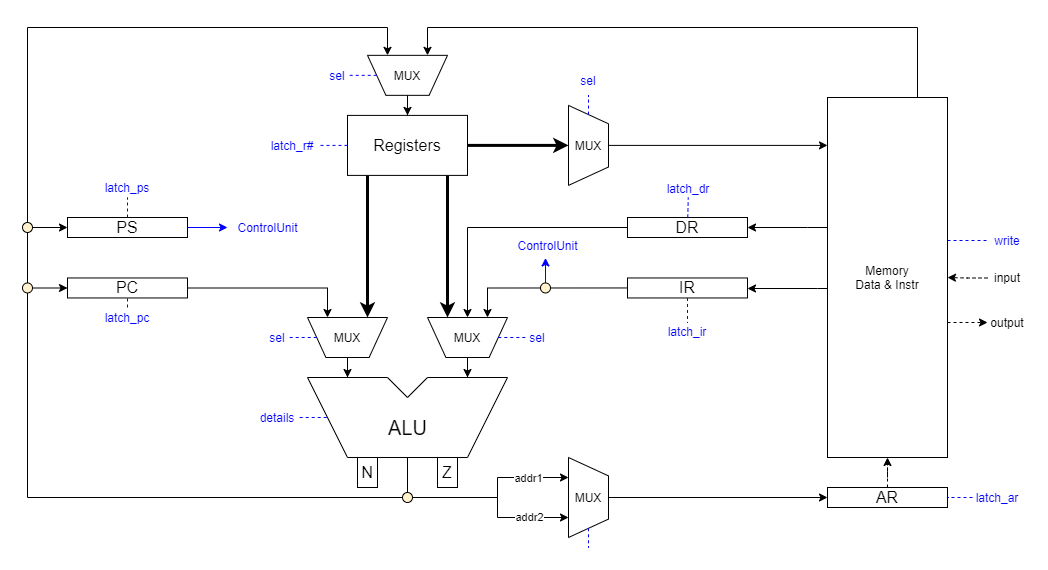 MUX
sel
sel
Registers
latch_r#
MUX
latch_ps
latch_dr
PS
ControlUnit
DR
ControlUnit
write
Memory
Data & Instr
input
PC
IR
latch_pc
latch_ir
output
sel
MUX
MUX
sel
details
ALU
N
Z
addr1
MUX
AR
latch_ar
addr2